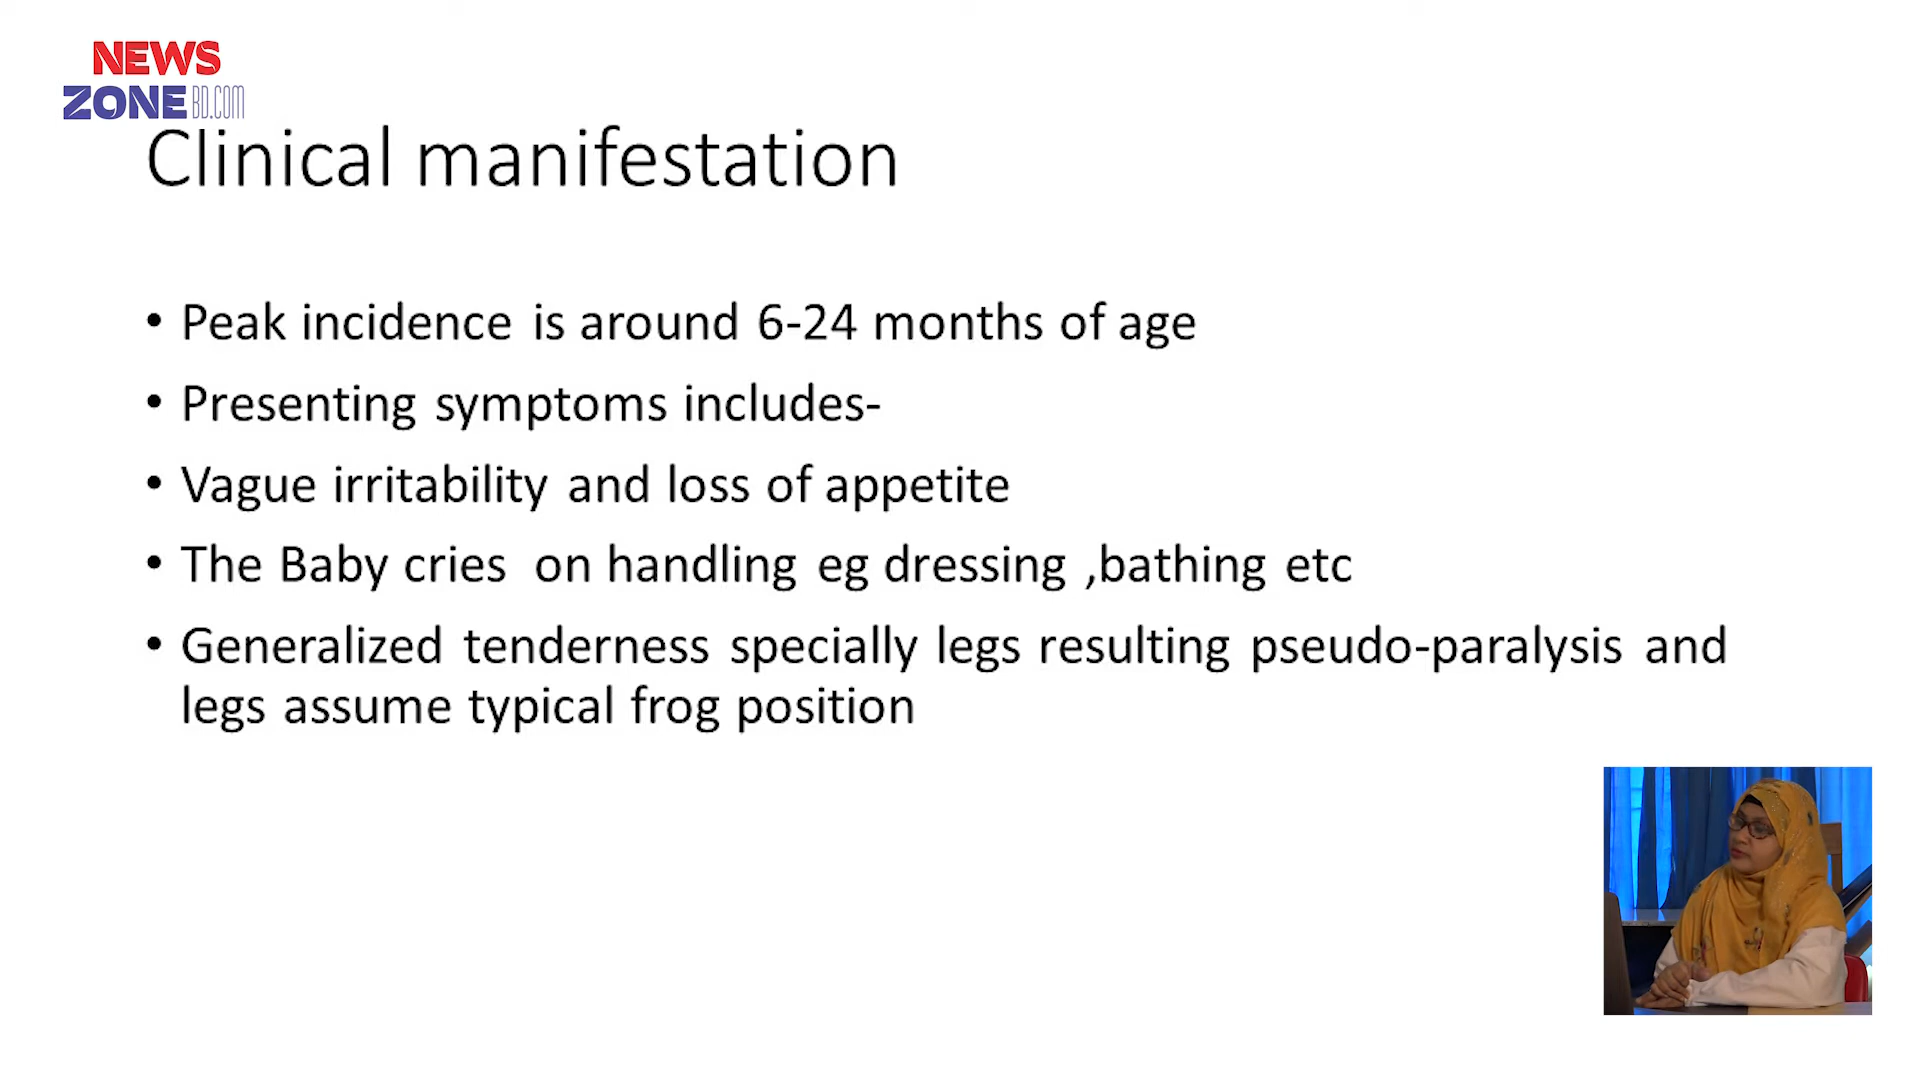 NEWS
ZONE BD.COM
Clinical manifestation
• Peak incidence is around 6-24 months of age
• Presenting symptoms includes-
• Vague irritability and loss of appetite
• The Baby cries  on handling eg dressing ,bathing etc
• Generalized tenderness specially legs resulting pseudo-paralysis and
legs assume typical frog position